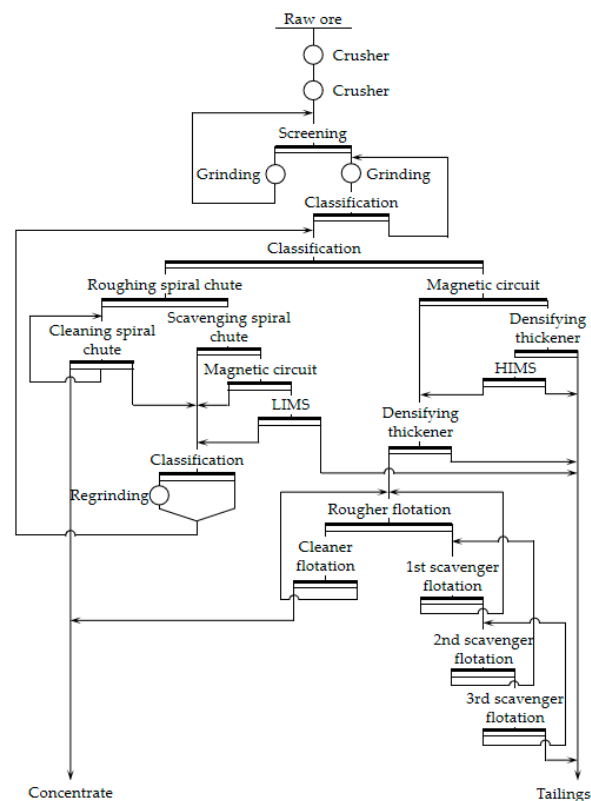 Raw ore
Crusher
Crusher
Screening
Grinding
Grinding
Classification
Classification
Roughing spiral chute
Magnetic circuit
Cleaning spiral
chute
Scavenging spiral
chute
Densifying
thickener
Magnetic circuit
HIMS
LIMS
Densifying
thickener
Classification
Regrinding
Rougher flotation
Cleaner
flotation
1st scavenger
flotation
2nd scavenger
flotation
3rd scavenger
flotation
Concentrate
Tailings